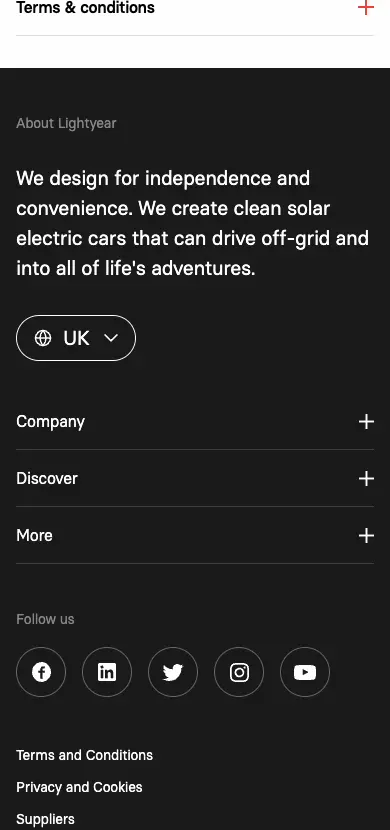 Terms & conditions
About Lightyear
We design for independence and
convenience. We create clean solar
electric cars that can drive off-grid and
into all of life's adventures.
UK
Company
Discover
More
Follow us
Terms and Conditions
Privacy and Cookies
Suppliers